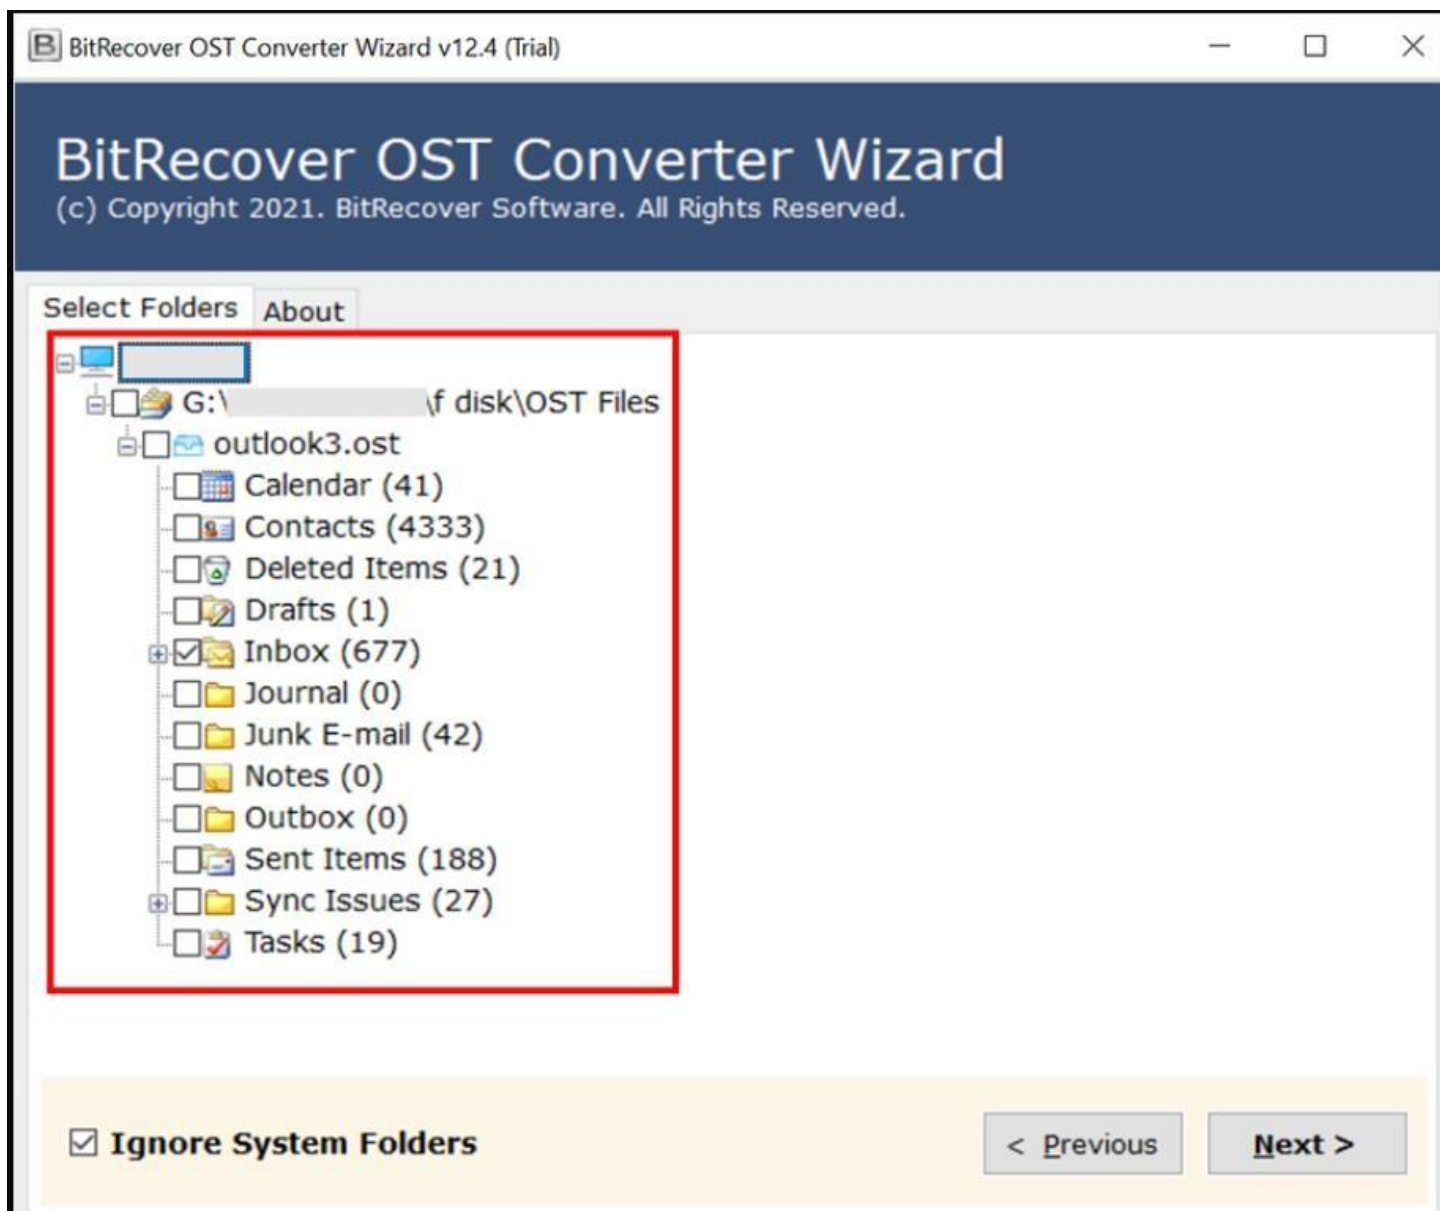 BitRecover OST Converter Wizard v12.4 (Trial)
BitRecover OST Converter Wizard
(c) Copyright 2021. BitRecover Software. All Rights Reserved.
Select Folders About
G:\ \f disk\OST Files
outlook3.ost
Calendar (41)
Contacts (4333)
Deleted Items (21)
Drafts (1)
Inbox (677)
Journal (0)
Junk E-mail (42)
Notes (0)
Outbox (0)
Sent Items (188)
Sync Issues (27)
Tasks (19)
Ignore System Folders < Previous Next >